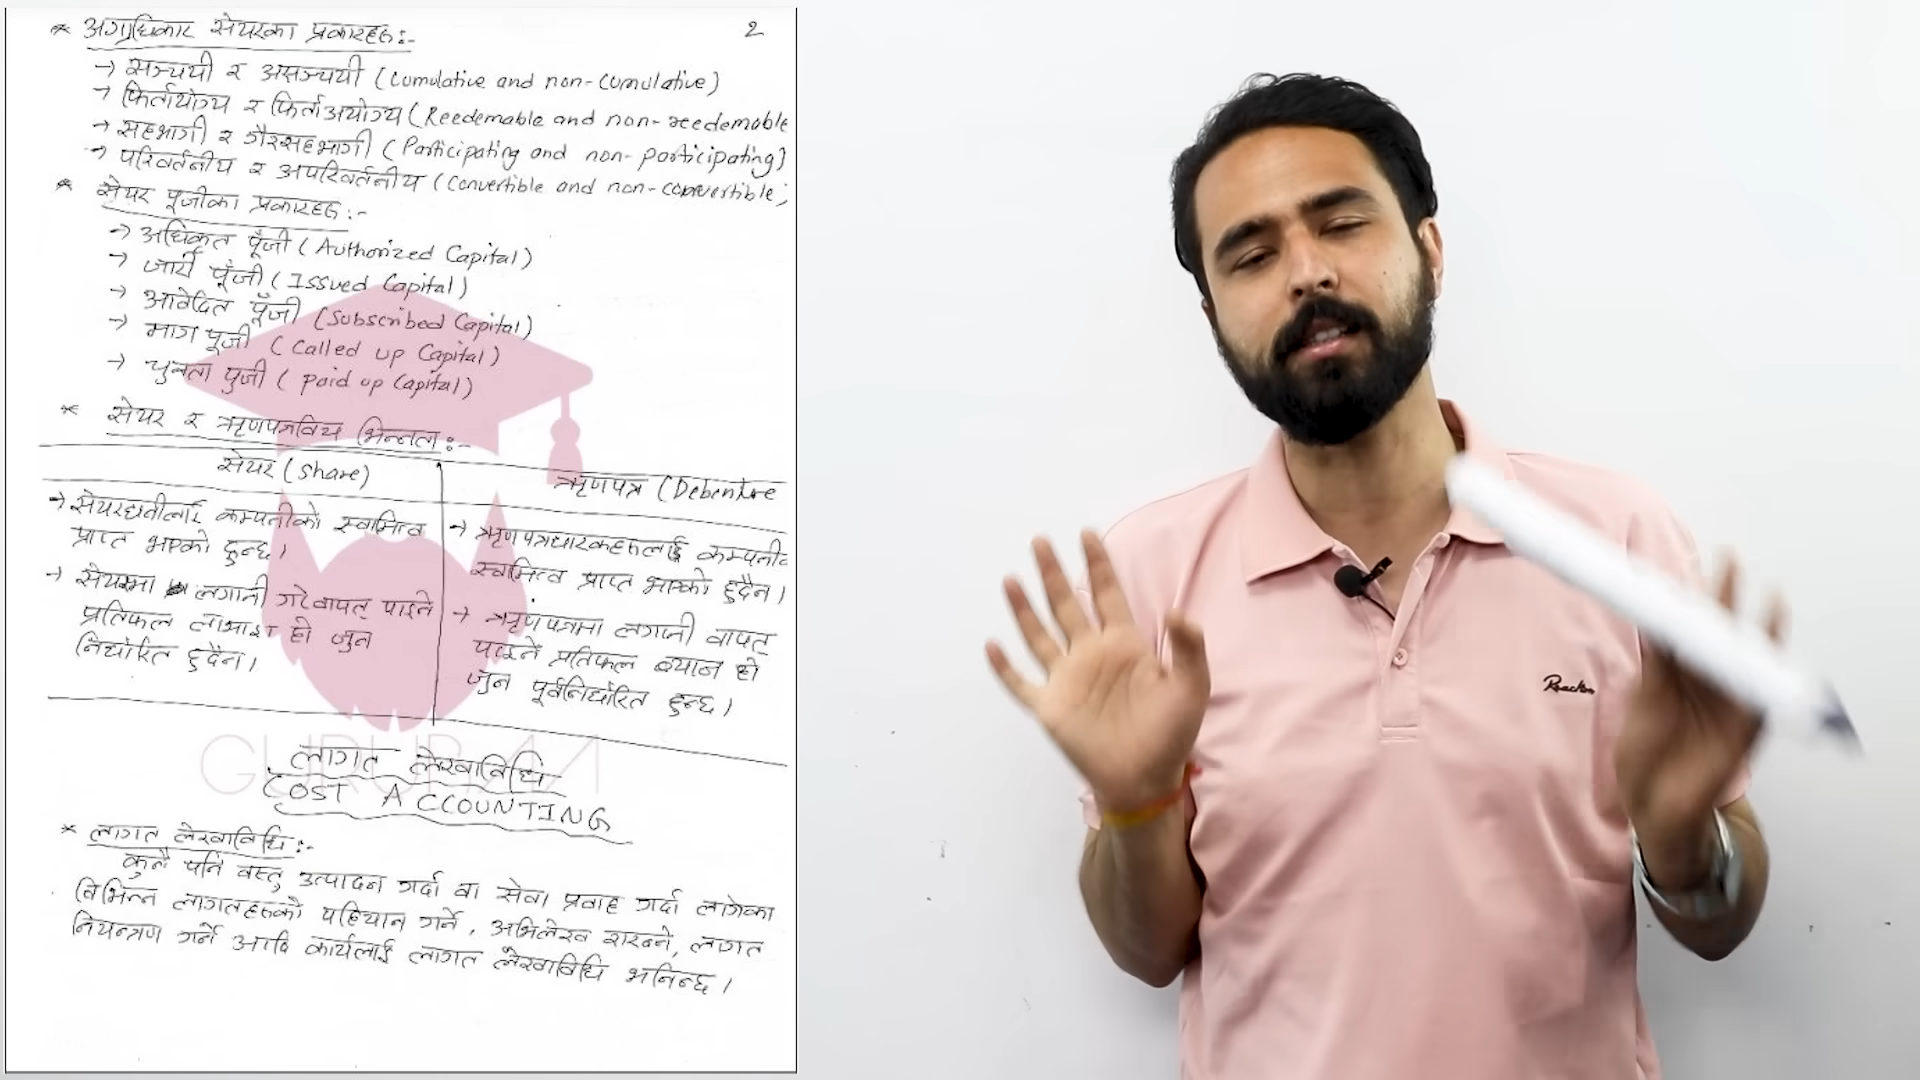 * अग्राधिकार सेयरका प्रकारहरु :-
2
→ सञ्चयी र असञ्चयी (Cumulative and non-cumulative)
→ फिर्तायोग्य र फिर्ताअयोग्य (Reedemable and non-reedemable
→ सहभागी र गैरसहभागी (Participating and non-participating)
→ परिवर्तनीय र अपरिवर्तनीय (Convertible and non-convertible)
* सेयर पूजीका प्रकारहरु :-
→ अधिकृत पूँजी (Authorized Capital)
→ जारी पूँजी (Issued Capital)
→ आवेदित पूँजी (Subscribed Capital)
→ माग पूजी (Called up Capital)
→ चुक्ता पुजी (paid up Capital)
* सेयर र ऋणपत्रविच भिन्नता :-
सेयर (Share)
ऋणपत्र (Debenture
→ सेयरधनीलाई कम्पनीको स्वामित्व
प्राप्त भएको हुन्छ।
→ सेयरमा लगानी गरे वापत् पाइने
प्रतिफल लाभांश हो जुन
निर्धारित हुदैन।
→ ऋणपत्रधारकहरुलाई कम्पनीको
स्वामित्व प्राप्त भएको हुदैन।
→ ऋणपत्रमा लगानी वापत्
पाइने प्रतिफल ब्याज हो
जुन पूर्वनिर्धारित हुन्छ।
GURUBAA
लागत लेखाविधि
COST ACCOUNTING
* लागत लेखाविधि :-
कुनै पनि वस्तु उत्पादन गर्दा वा सेवा प्रवाह गर्दा लागेका
विभिन्न लागतहरुको पहिचान गर्ने, अभिलेख राख्ने, लागत
नियन्त्रण गर्ने आदि कार्यलाई लागत लेखाविधि भनिन्छ।